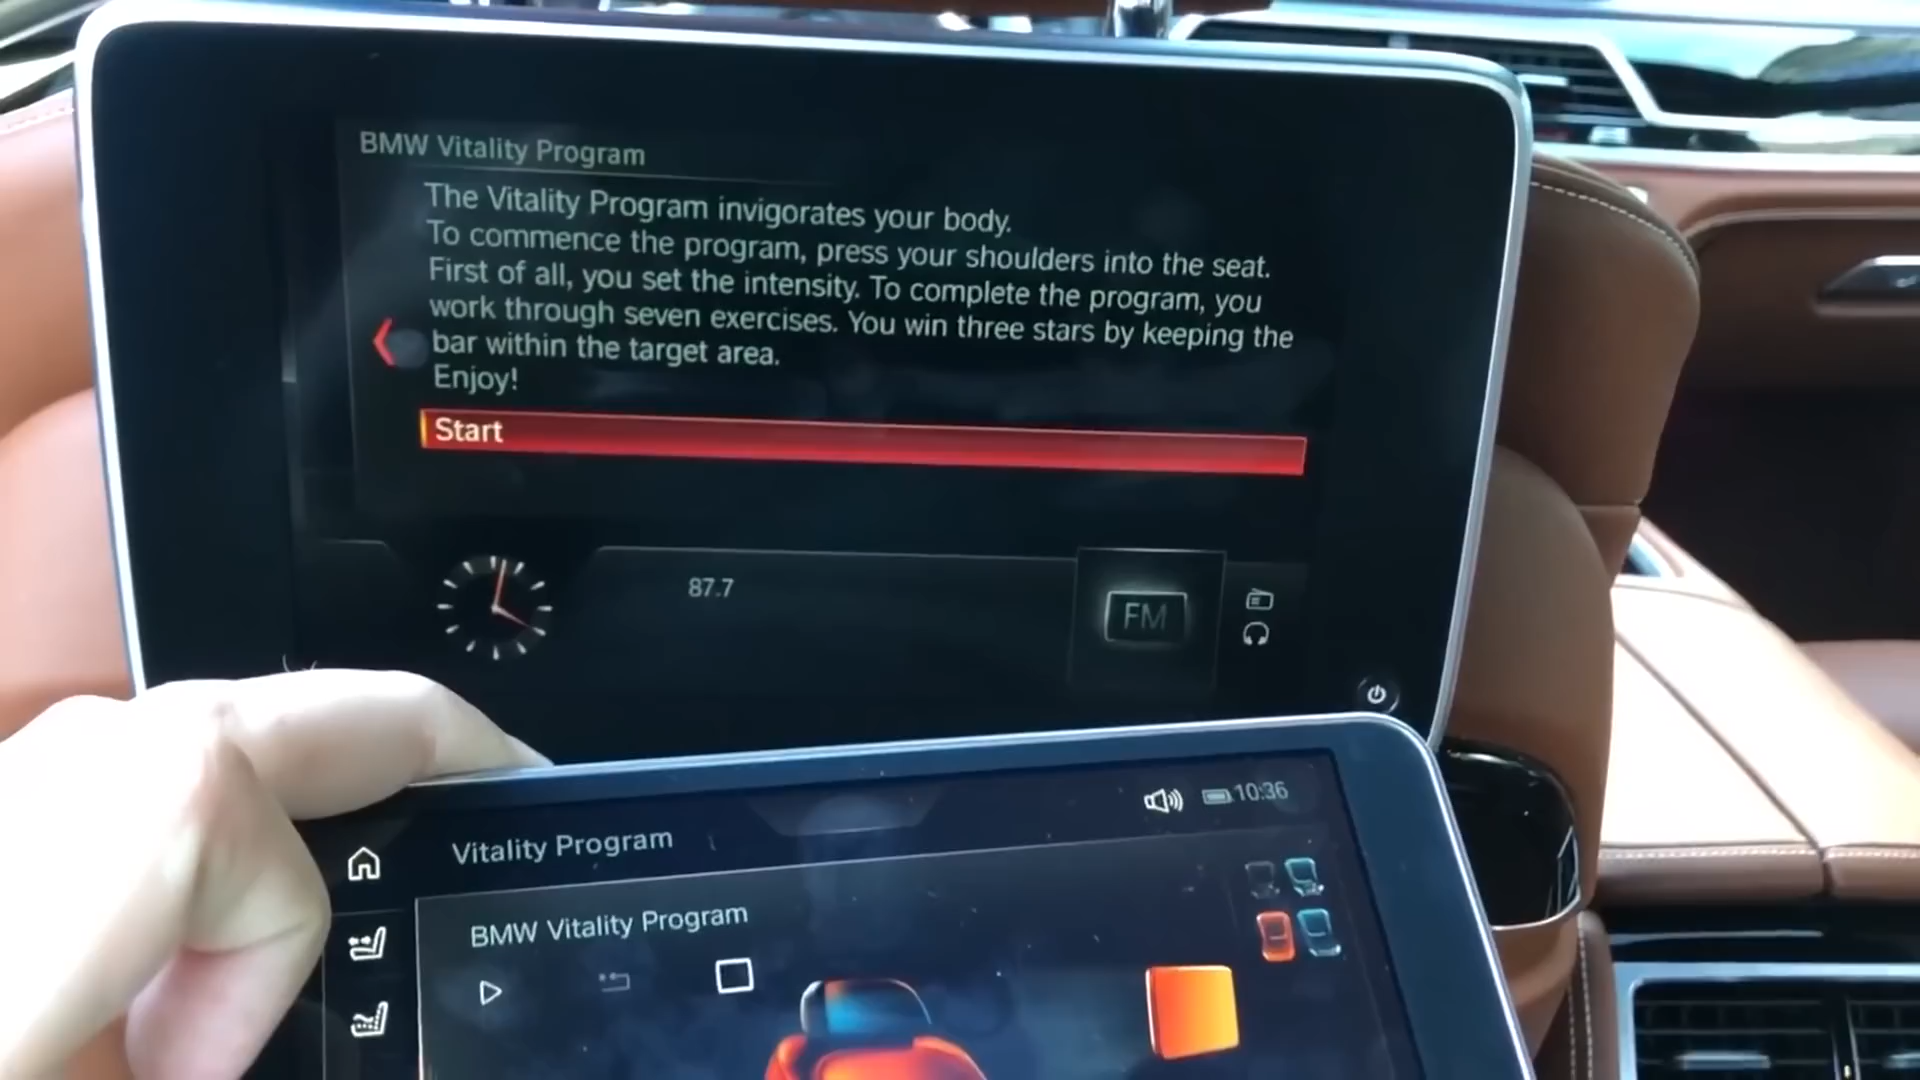 BMW Vitality Program
The Vitality Program invigorates your body.
To commence the program, press your shoulders into the seat.
First of all, you set the intensity. To complete the program, you
work through seven exercises. You win three stars by keeping the
bar within the target area.
Enjoy!
Start
87.7
FM
10:36
Vitality Program
BMW Vitality Program